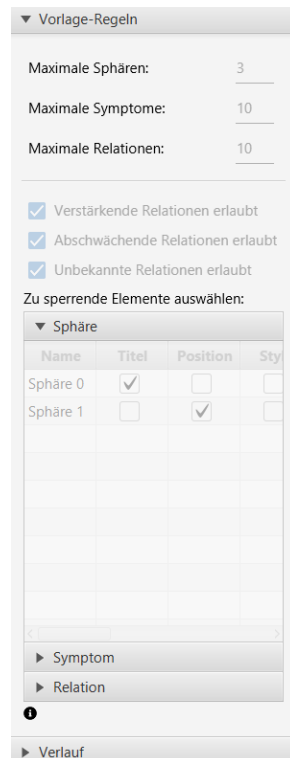 Vorlage-Regeln
Maximale Sphären: 3
Maximale Symptome: 10
Maximale Relationen: 10
Verstärkende Relationen erlaubt
Abschwächende Relationen erlaubt
Unbekannte Relationen erlaubt
Zu sperrende Elemente auswählen:
Sphäre
Name Titel Position Sty
Sphäre 0
Sphäre 1
Symptom
Relation
Verlauf